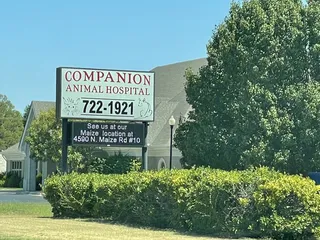 COMPANION
ANIMAL HOSPITAL
722-1921
See us at our
Maize location at
4590 N. Maize Rd #10